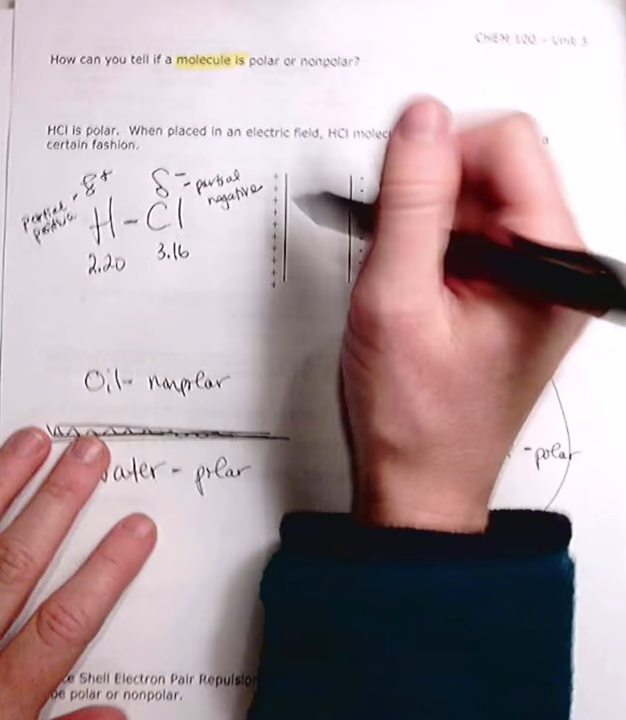 CHEM 100 - Unit 3
How can you tell if a molecule is polar or nonpolar?
HCl is polar. When placed in an electric field, HCl molec a
certain fashion.
δ+ δ- - partial negative
partial positive
H-Cl
2.20 3.16
Oil- nonpolar
water - polar
-polar
e Shell Electron Pair Repulsio
be polar or nonpolar.